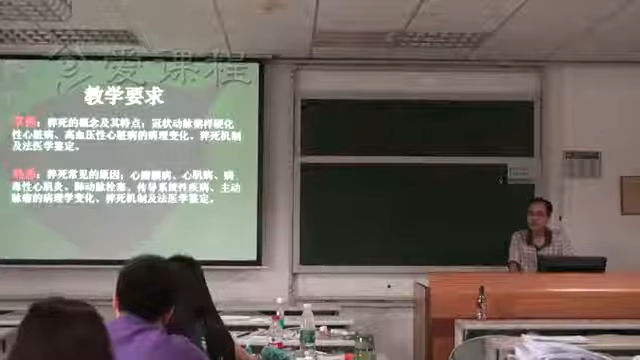 爱课程
教学要求
掌握：猝死的概念及其特点；冠状动脉粥样硬化
性心脏病、高血压性心脏病的病理变化、猝死机制
及法医学鉴定。
熟悉：猝死常见的原因；心瓣膜病、心肌病、病
毒性心肌炎、肺动脉栓塞、传导系统性疾病、主动
脉瘤的病理学变化、猝死机制及法医学鉴定。